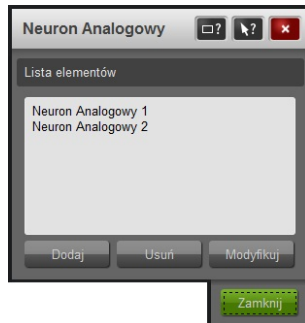 Neuron Analogowy
Lista elementów
Neuron Analogowy 1
Neuron Analogowy 2
Dodaj Usuń Modyfikuj
Zamknij